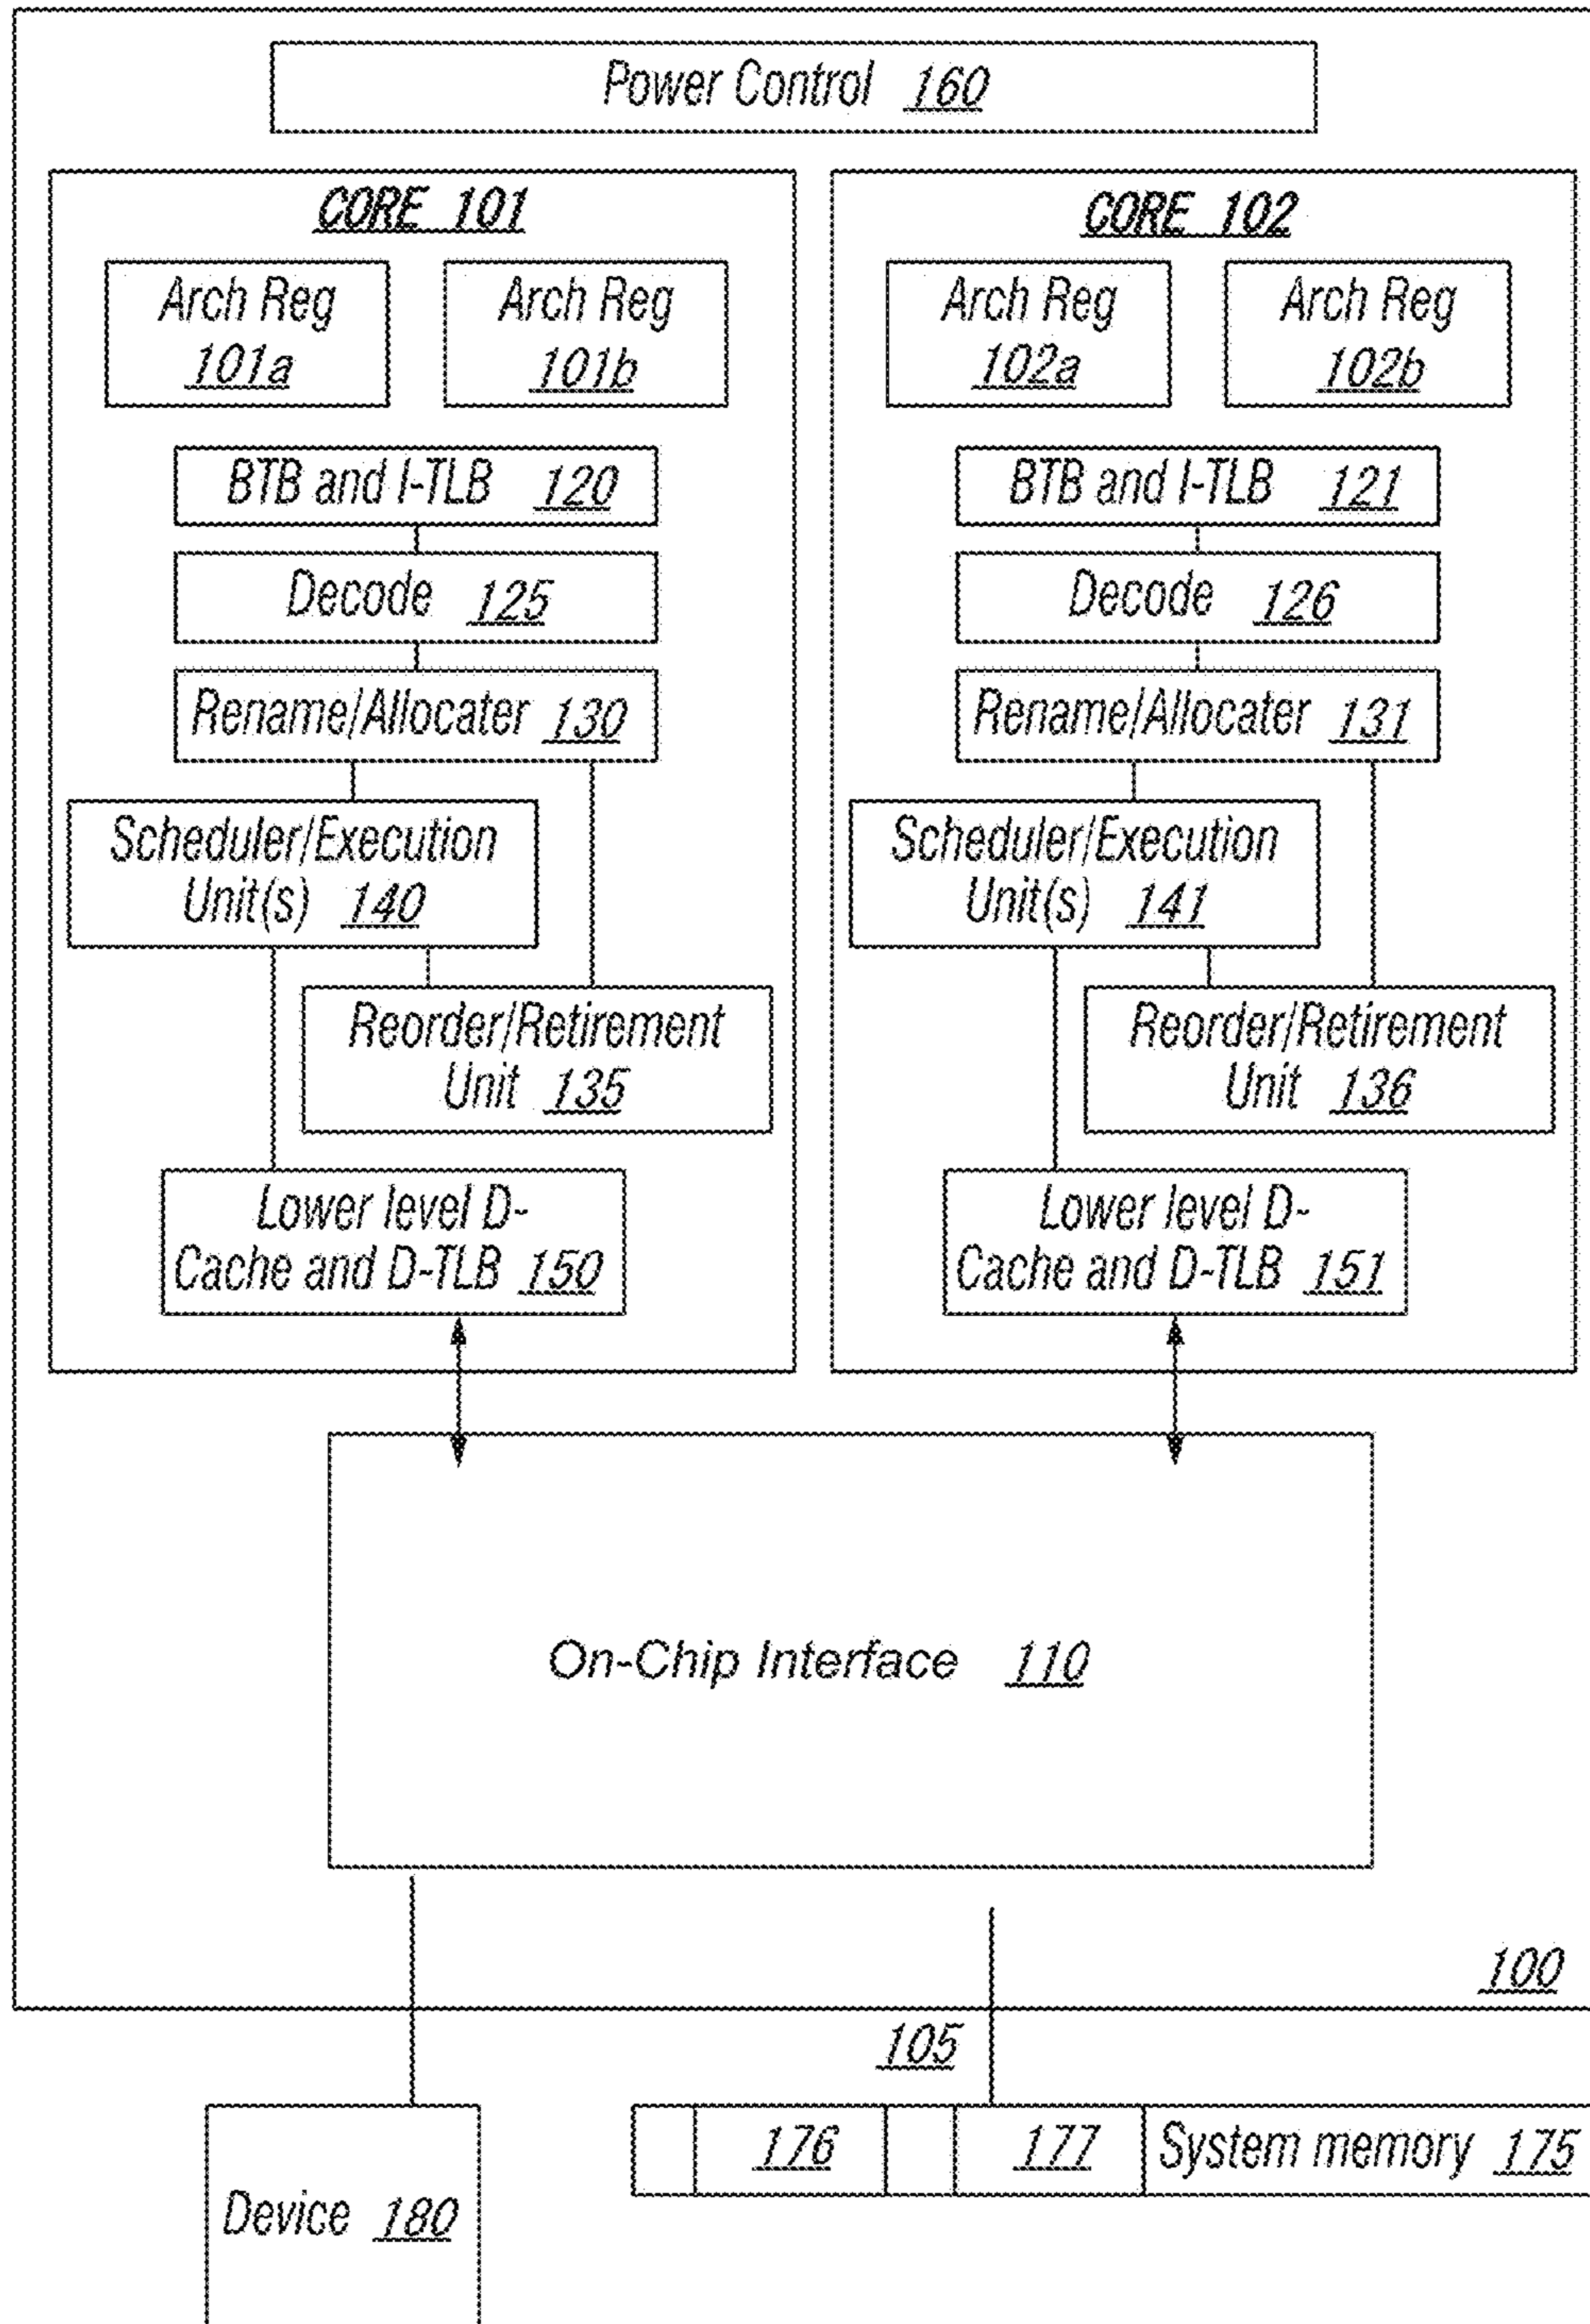 Power Control 160
CORE 101
Arch Reg
101a
Arch Reg
101b
BTB and I-TLB 120
Decode 125
Rename/Allocater 130
Scheduler/Execution
Unit(s) 140
Reorder/Retirement
Unit 135
Lower level D-
Cache and D-TLB 150
CORE 102
Arch Reg
102a
Arch Reg
102b
BTB and I-TLB 121
Decode 126
Rename/Allocater 131
Scheduler/Execution
Unit(s) 141
Reorder/Retirement
Unit 136
Lower level D-
Cache and D-TLB 151
On-Chip Interface 110
100
105
176
177
System memory 175
Device 180